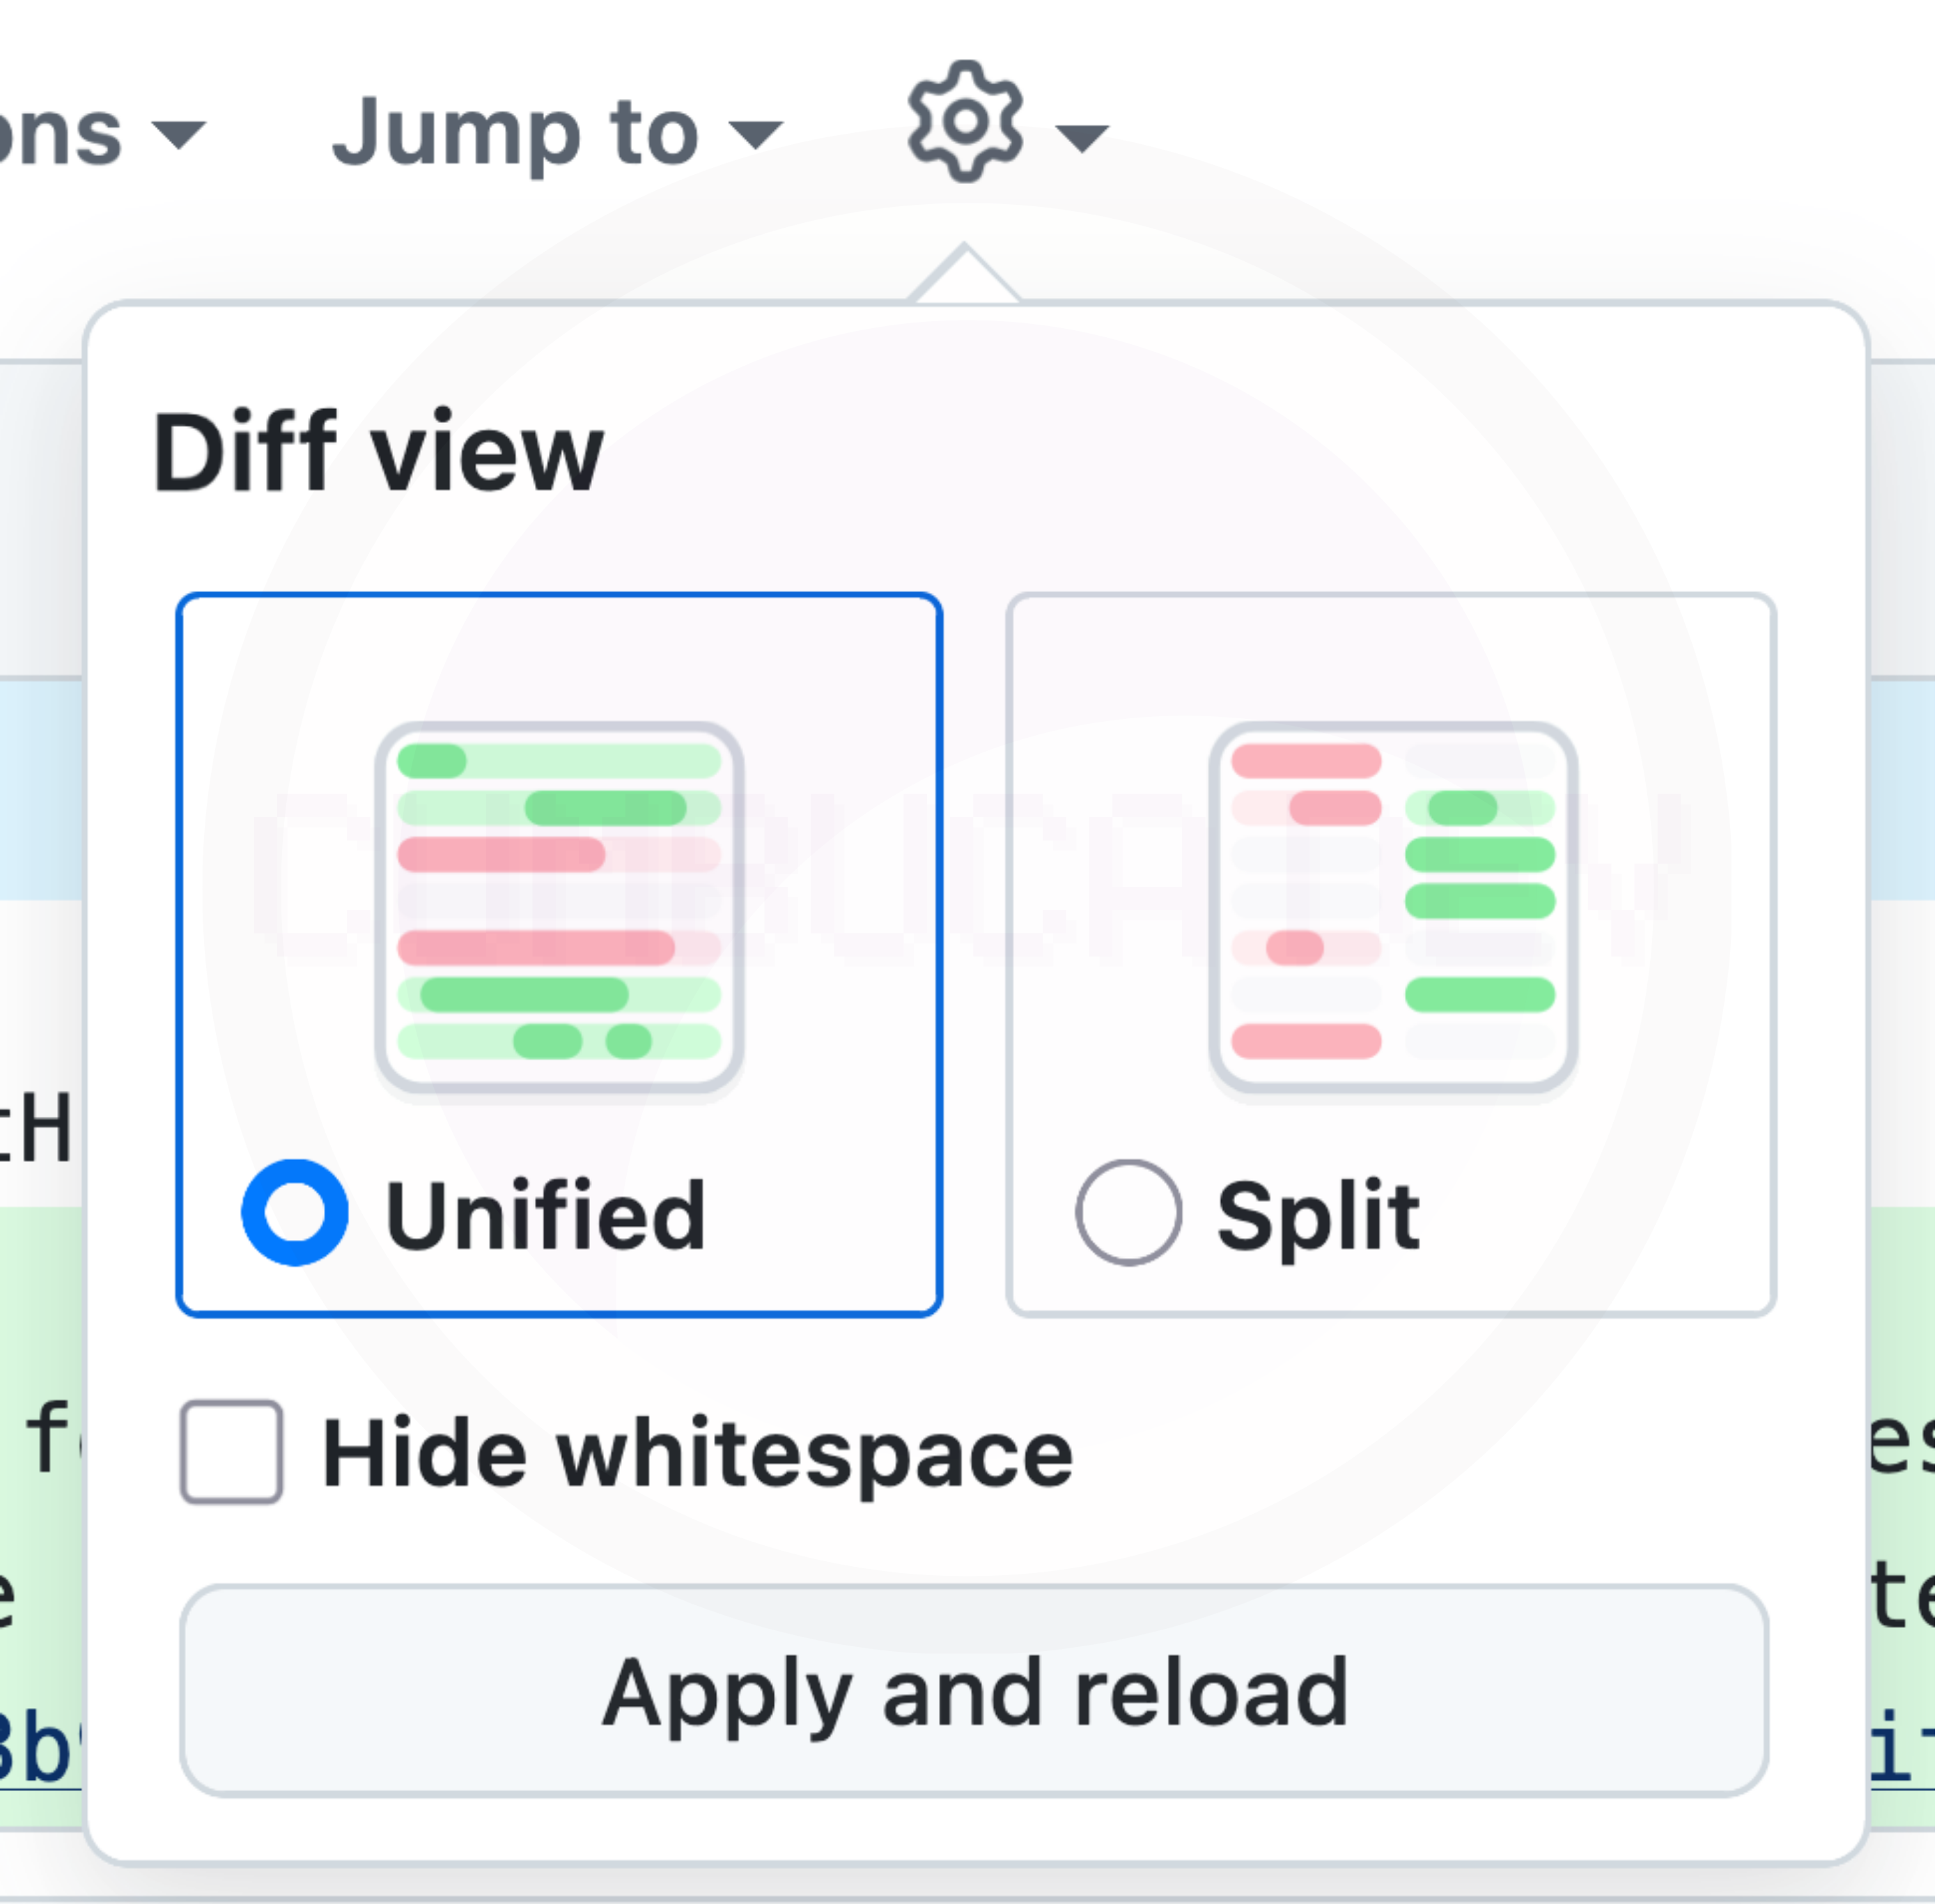 Jump to
Diff view
Unified
Split
Hide whitespace
Apply and reload